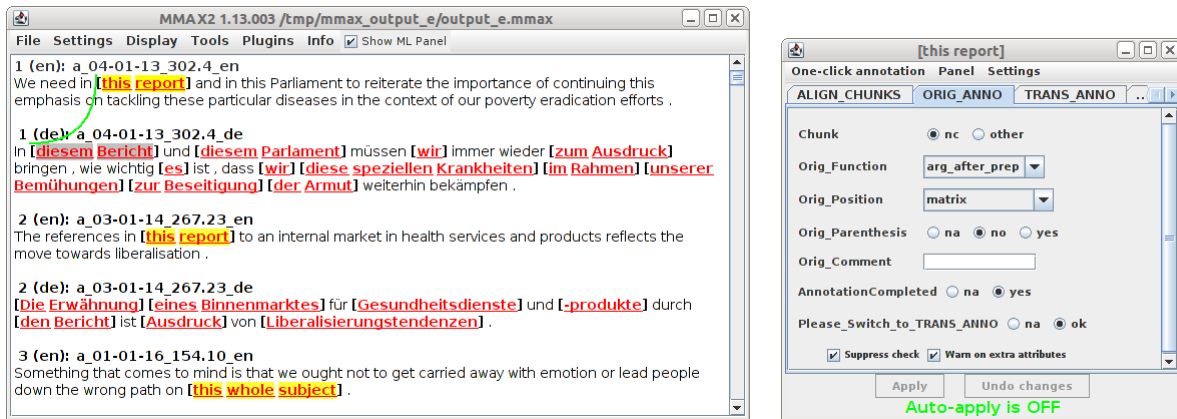 MMAX2 1.13.003 /tmp/mmax_output_e/output_e.mmax
File Settings Display Tools Plugins Info Show ML Panel
1 (en): a_04-01-13_302.4_en
We need in [this report] and in this Parliament to reiterate the importance of continuing this
emphasis on tackling these particular diseases in the context of our poverty eradication efforts .
1 (de): a_04-01-13_302.4_de
In [diesem Bericht] und [diesem Parlament] müssen [wir] immer wieder [zum Ausdruck]
bringen , wie wichtig [es] ist , dass [wir] [diese speziellen Krankheiten] [im Rahmen] [unserer
Bemühungen] [zur Beseitigung] [der Armut] weiterhin bekämpfen .
2 (en): a_03-01-14_267.23_en
The references in [this report] to an internal market in health services and products reflects the
move towards liberalisation .
2 (de): a_03-01-14_267.23_de
[Die Erwähnung] [eines Binnenmarktes] für [Gesundheitsdienste] und [-produkte] durch
[den Bericht] ist [Ausdruck] von [Liberalisierungstendenzen] .
3 (en): a_01-01-16_154.10_en
Something that comes to mind is that we ought not to get carried away with emotion or lead people
down the wrong path on [this whole subject] .
[this report]
One-click annotation Panel Settings
ALIGN_CHUNKS ORIG_ANNO TRANS_ANNO ..
Chunk nc other
Orig_Function arg_after_prep
Orig_Position matrix
Orig_Parenthesis na no yes
Orig_Comment
AnnotationCompleted na yes
Please_Switch_to_TRANS_ANNO na ok
Suppress check Warn on extra attributes
Apply Undo changes
Auto-apply is OFF